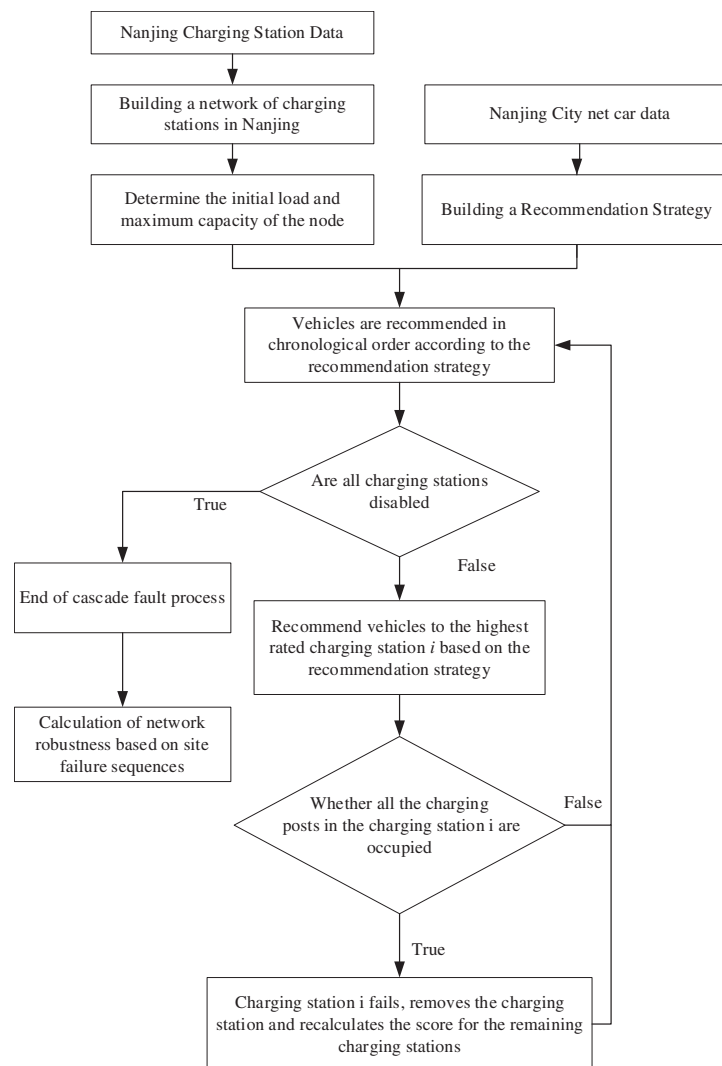 Nanjing Charging Station Data
Building a network of charging
stations in Nanjing
Nanjing City net car data
Determine the initial load and
maximum capacity of the node
Building a Recommendation Strategy
Vehicles are recommended in
chronological order according to the
recommendation strategy
Are all charging stations
disabled
True
False
End of cascade fault process
Recommend vehicles to the highest
rated charging station i based on the
recommendation strategy
Calculation of network
robustness based on site
failure sequences
Whether all the charging
posts in the charging station i are
occupied
False
True
Charging station i fails, removes the charging
station and recalculates the score for the remaining
charging stations